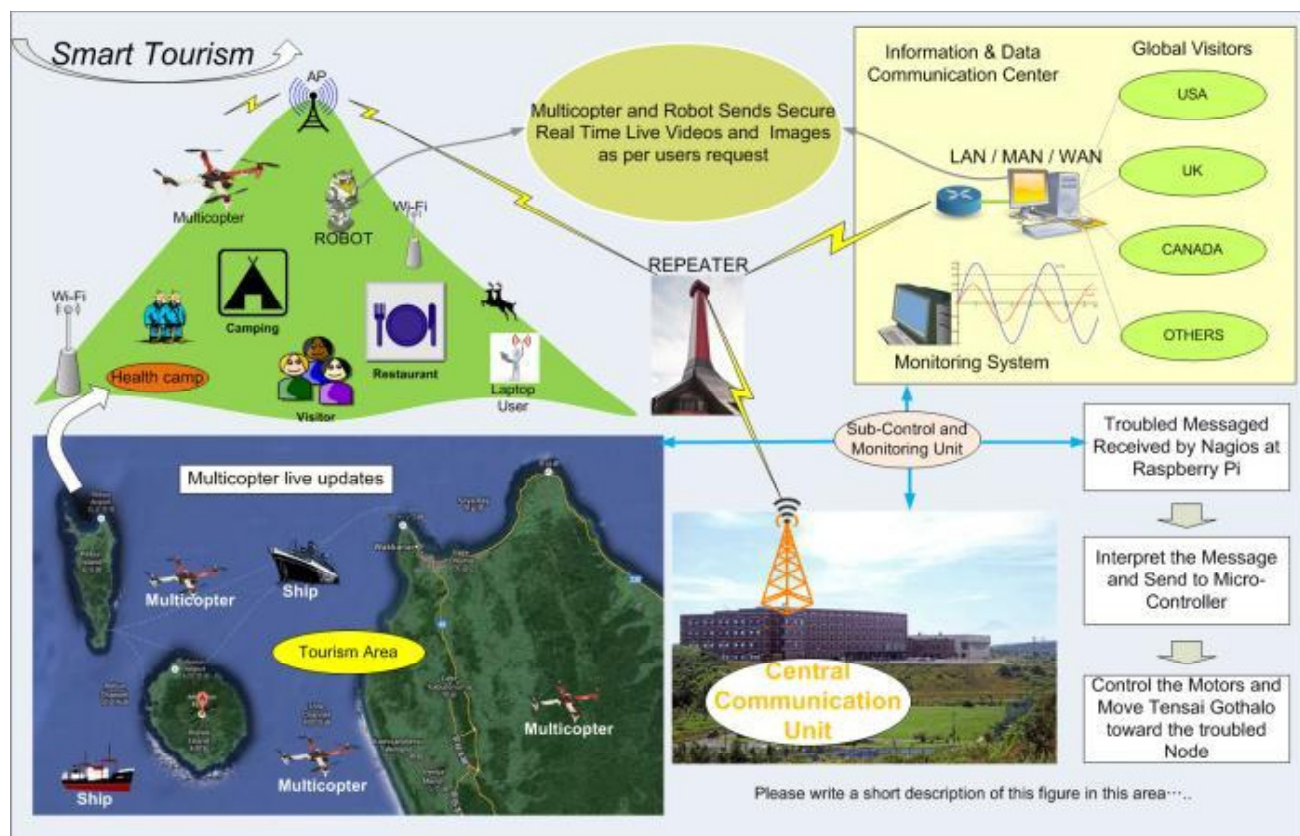 Smart Tourism
AP
Multicopter
ROBOT
Wi-Fi
Wi-Fi
Camping
Health camp
Visitor
Restaurant
Laptop
User
Multicopter and Robot Sends Secure
Real Time Live Videos and Images
as per users request
REPEATER
Information & Data
Communication Center
Global Visitors
USA
LAN / MAN / WAN
UK
CANADA
OTHERS
Monitoring System
Sub-Control and
Monitoring Unit
Troubled Messaged
Received by Nagios at
Raspberry Pi
Interpret the Message
and Send to Micro-
Controller
Control the Motors and
Move Tensai Gothalo
toward the troubled
Node
Multicopter live updates
Wakkanai
Multicopter
Ship
Tourism Area
Multicopter
Multicopter
Ship
Central
Communication
Unit
Please write a short description of this figure in this area…..